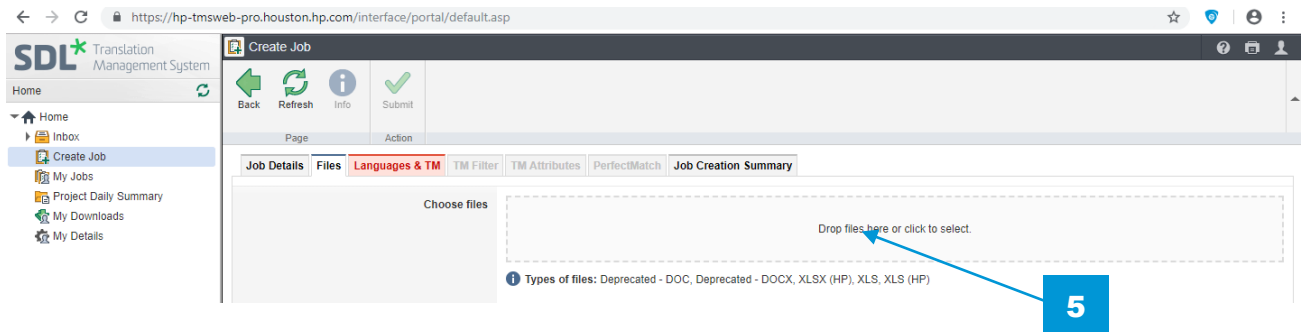 https://hp-tmsweb-pro.houston.hp.com/interface/portal/default.asp
SDL* Translation
Management System
Create Job
Home
Back Refresh Info Submit
Page Action
Home
Inbox
Create Job
My Jobs
Project Daily Summary
My Downloads
My Details
Job Details Files Languages & TM TM Filter TM Attributes PerfectMatch Job Creation Summary
Choose files
Drop files here or click to select.
Types of files: Deprecated - DOC, Deprecated - DOCX, XLSX (HP), XLS, XLS (HP)
5